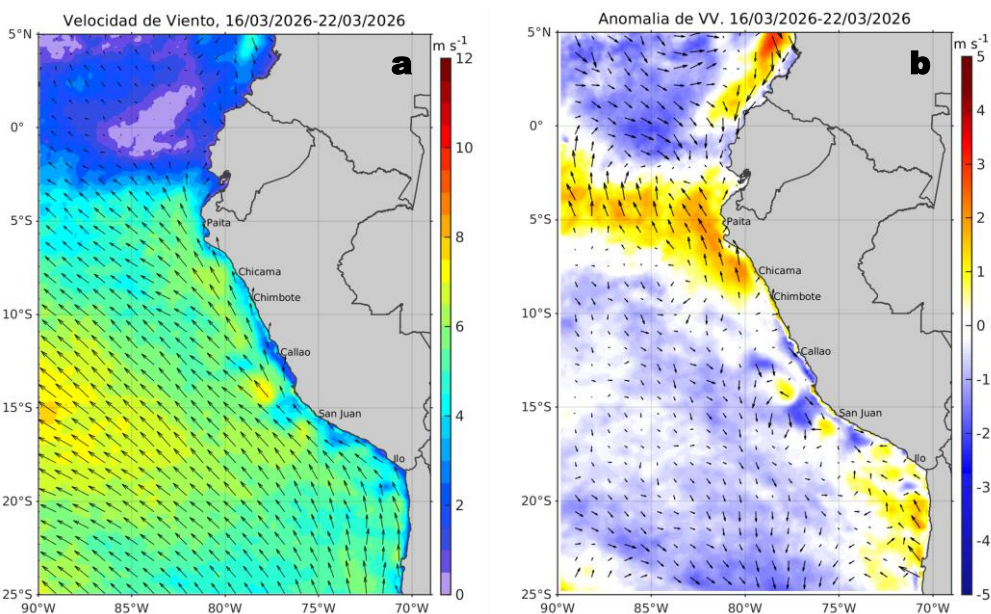 Velocidad de Viento, 16/03/2026-22/03/2026
a
m s⁻¹
12
10
8
6
4
2
0
5°N
0°
5°S
10°S
15°S
20°S
25°S
90°W
85°W
80°W
75°W
70°W
Paita
Chicama
Chimbote
Callao
San Juan
Ilo
Anomalia de VV. 16/03/2026-22/03/2026
b
m s⁻¹
5
4
3
2
1
0
-1
-2
-3
-4
-5
5°N
0°
5°S
10°S
15°S
20°S
25°S
90°W
85°W
80°W
75°W
70°W
Paita
Chicama
Chimbote
Callao
San Juan
Ilo